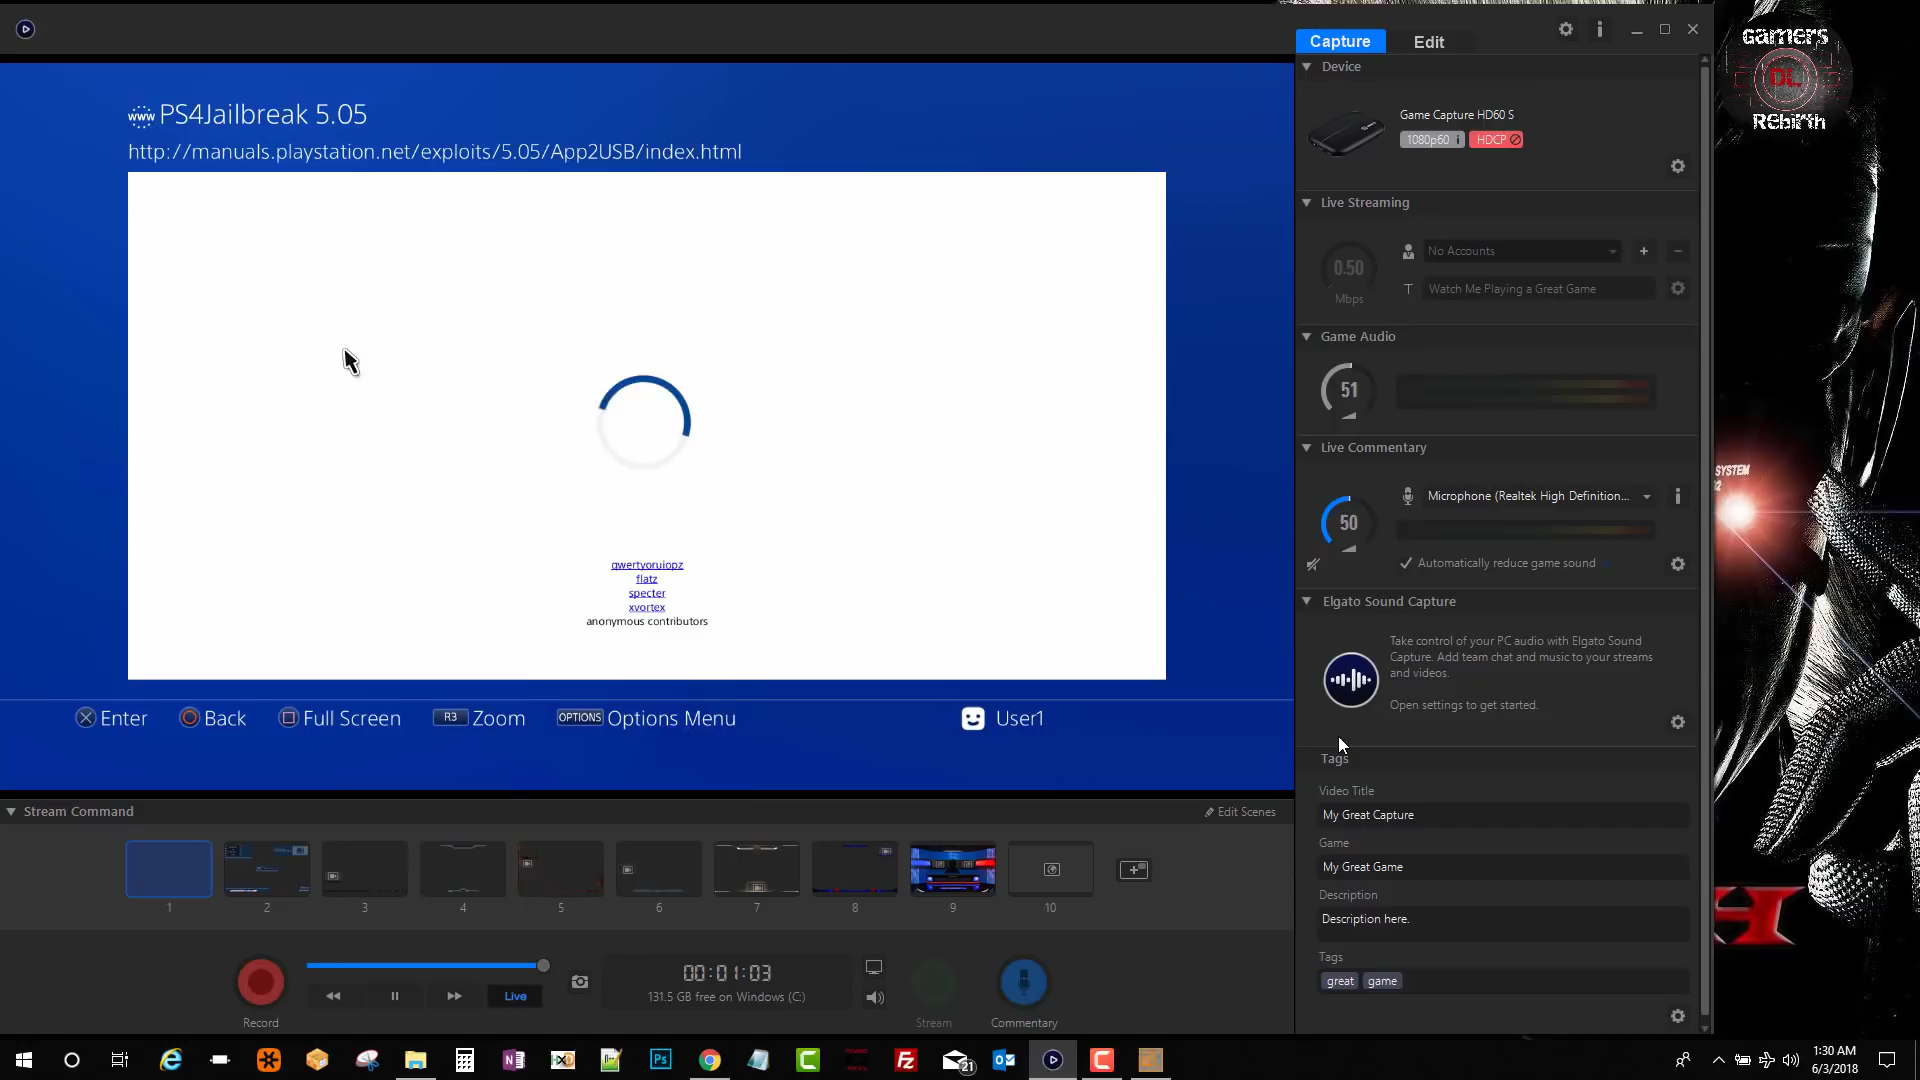 Capture
Edit
Device
Game Capture HD60 S
1080p60 i
HDCP
www PS4Jailbreak 5.05
http://manuals.playstation.net/exploits/5.05/App2USB/index.html
qwertyoruiopz
flatz
specter
xvortex
anonymous contributors
Enter
Back
Full Screen
R3 Zoom
OPTIONS Options Menu
User1
Live Streaming
0.50
Mbps
No Accounts
Watch Me Playing a Great Game
Game Audio
51
Live Commentary
50
Microphone (Realtek High Definition...
Automatically reduce game sound
Elgato Sound Capture
Take control of your PC audio with Elgato Sound
Capture. Add team chat and music to your streams
and videos.
Open settings to get started.
Tags
Video Title
My Great Capture
Game
My Great Game
Description
Description here.
Tags
great game
Stream Command
Edit Scenes
1 2 3 4 5 6 7 8 9 10
Record
Live
00:01:03
131.5 GB free on Windows (C:)
Stream
Commentary
gamers
DL
REbirth
SYSTEM
21
1:30 AM
6/3/2018